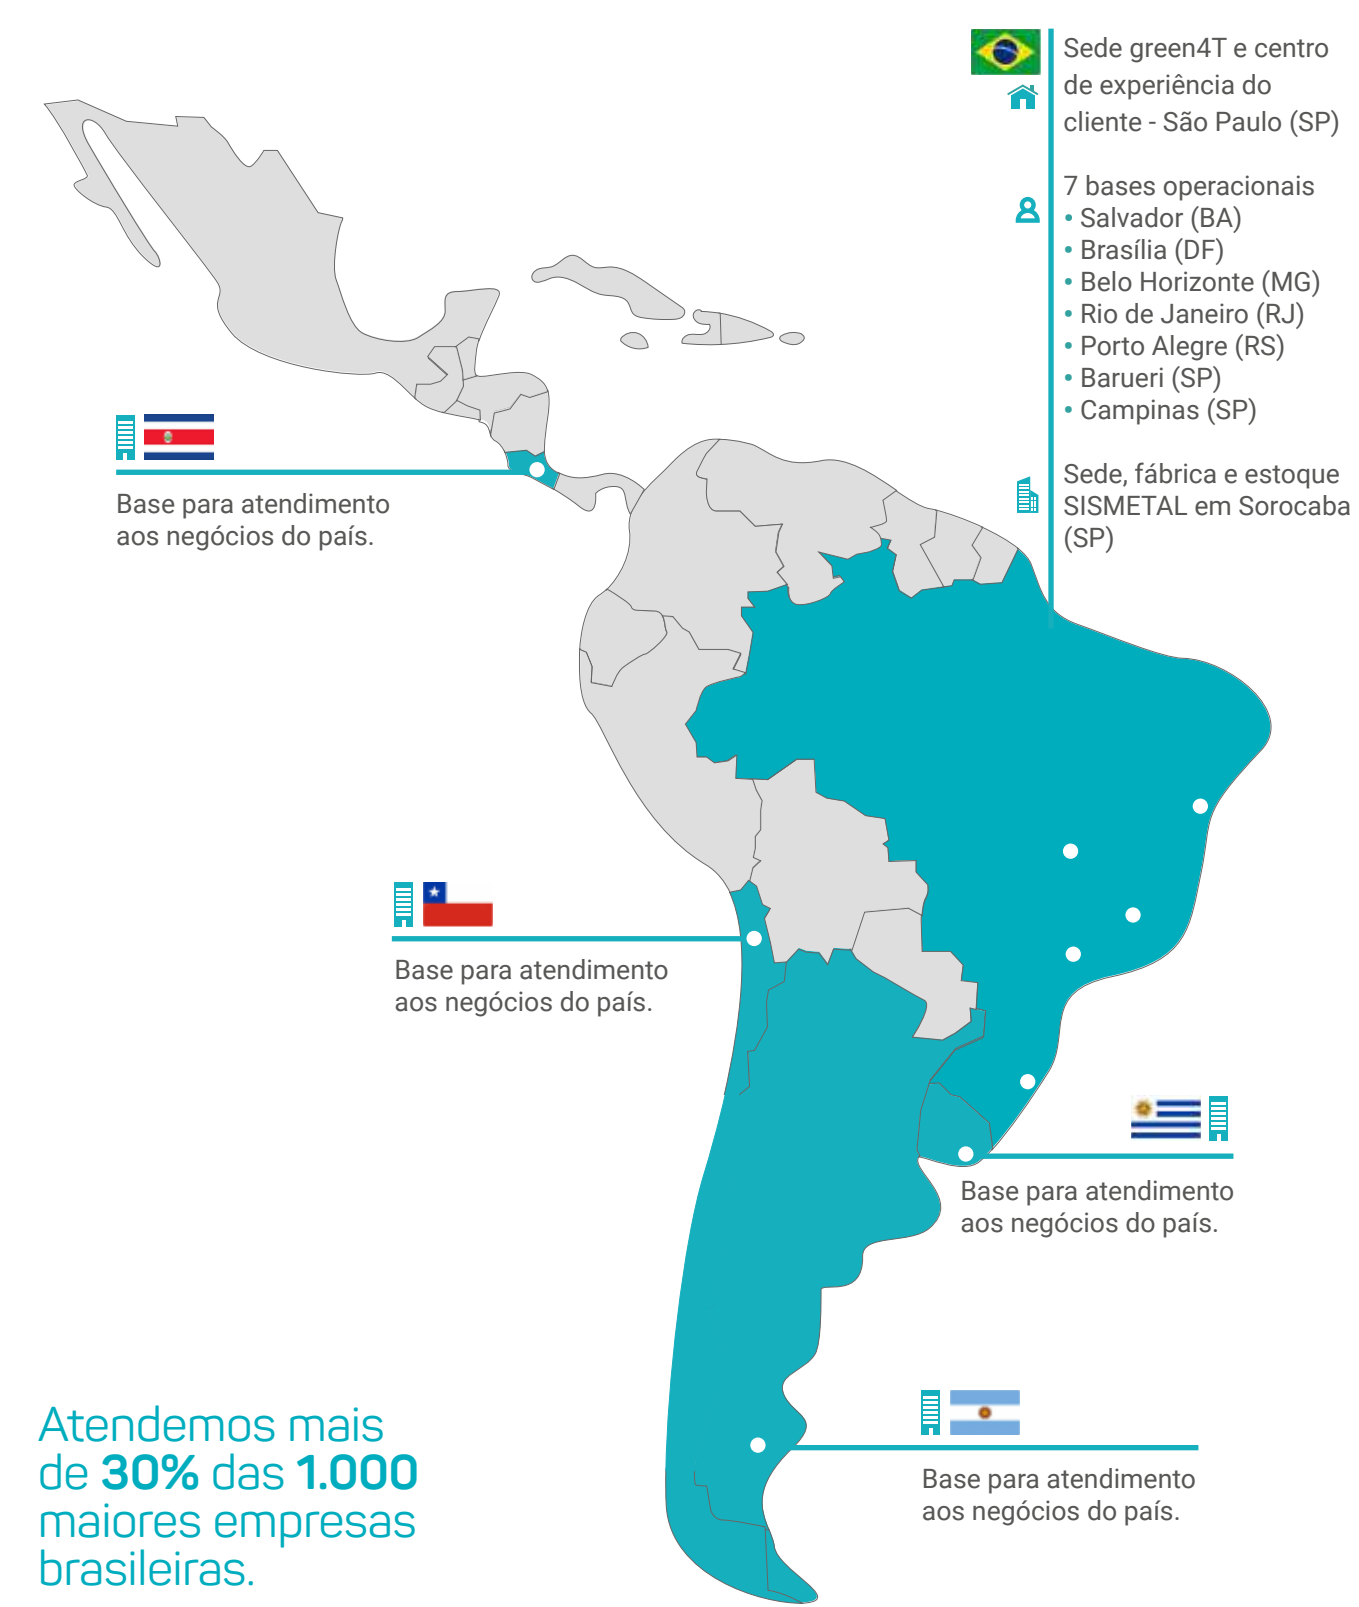 Sede green4T e centro
de experiência do
cliente - São Paulo (SP)
7 bases operacionais
• Salvador (BA)
• Brasília (DF)
• Belo Horizonte (MG)
• Rio de Janeiro (RJ)
• Porto Alegre (RS)
• Barueri (SP)
• Campinas (SP)
Sede, fábrica e estoque
SISMETAL em Sorocaba
(SP)
Base para atendimento
aos negócios do país.
Base para atendimento
aos negócios do país.
Base para atendimento
aos negócios do país.
Base para atendimento
aos negócios do país.
Atendemos mais
de 30% das 1.000
maiores empresas
brasileiras.